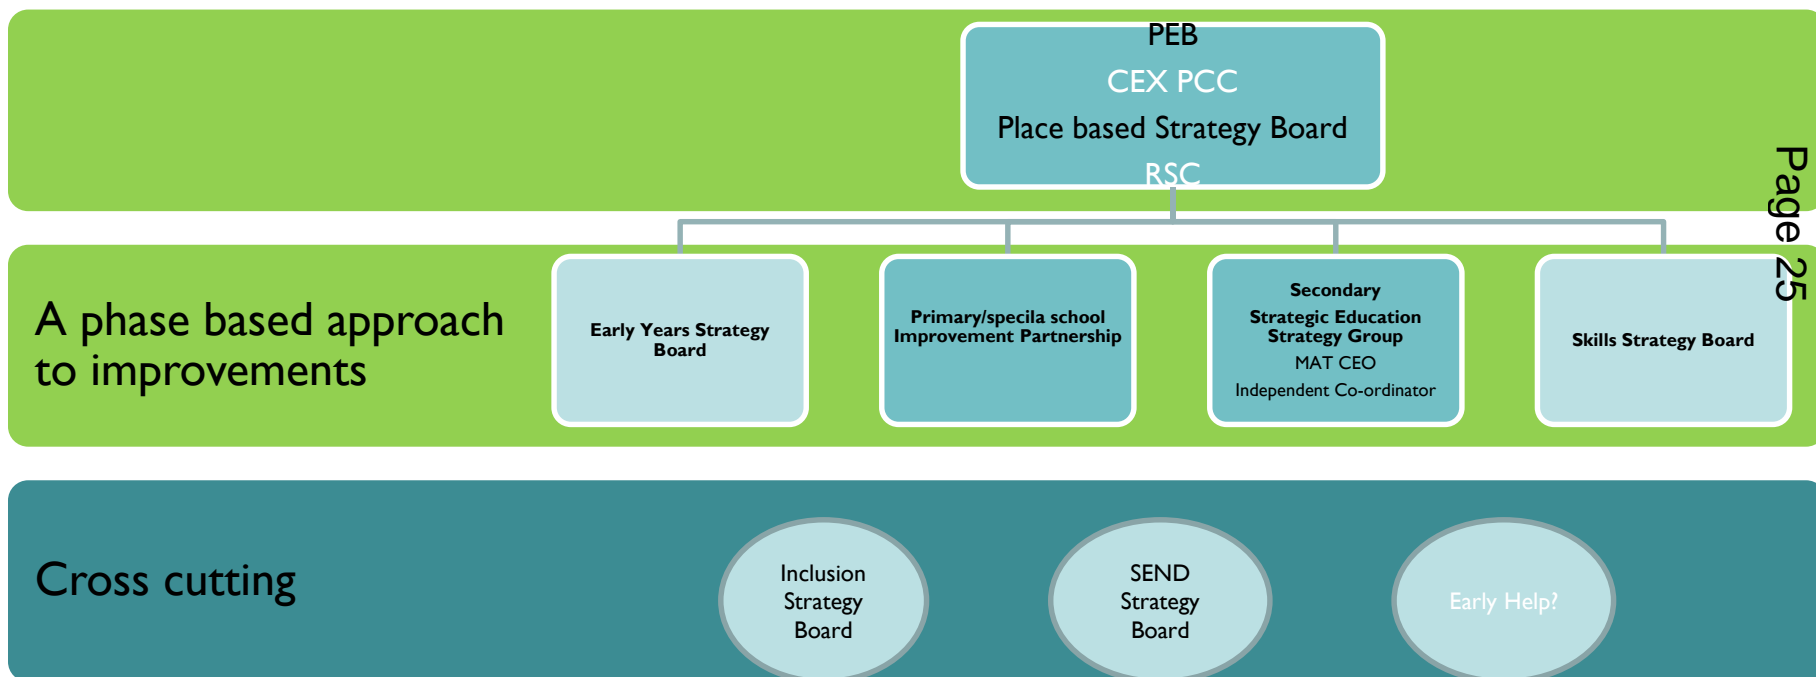 PEB
CEX PCC
Place based Strategy Board
RSC
Page 25
A phase based approach
to improvements
Early Years Strategy
Board
Primary/specila school
Improvement Partnership
Secondary
Strategic Education
Strategy Group
MAT CEO
Independent Co-ordinator
Skills Strategy Board
Cross cutting
Inclusion
Strategy
Board
SEND
Strategy
Board
Early Help?